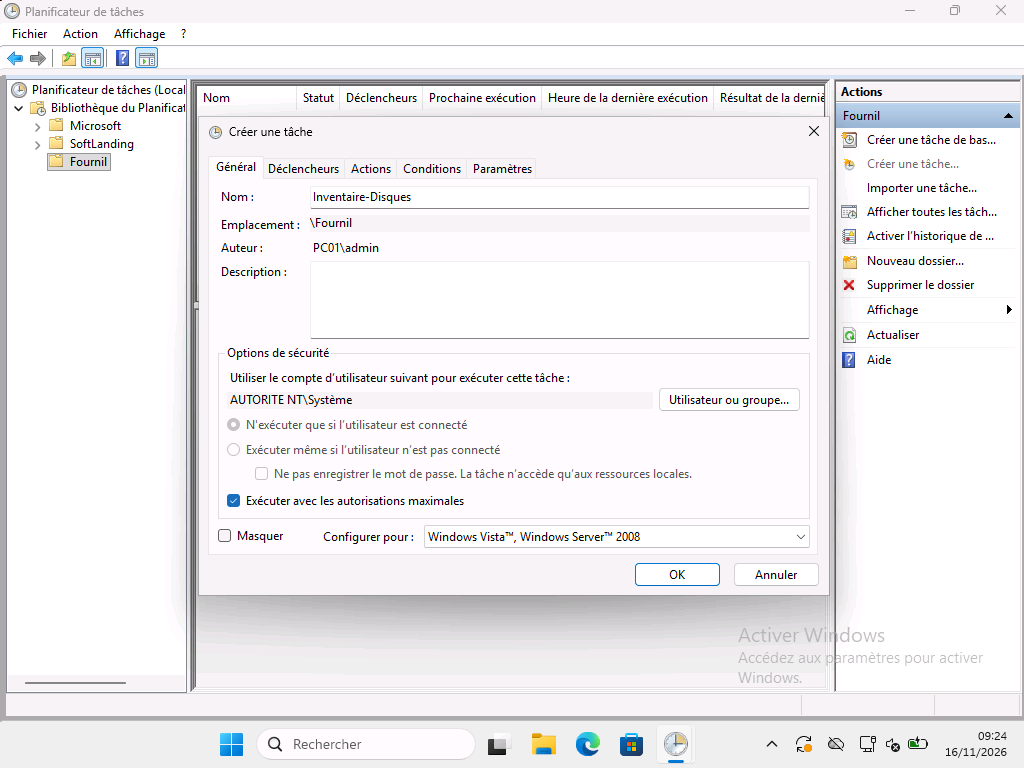 Planificateur de tâches
Fichier Action Affichage ?
Planificateur de tâches (Local
Bibliothèque du Planificat
Microsoft
SoftLanding
Fournil
Nom Statut Déclencheurs Prochaine exécution Heure de la dernière exécution Résultat de la derniè
Créer une tâche
Général Déclencheurs Actions Conditions Paramètres
Nom : Inventaire-Disques
Emplacement : \Fournil
Auteur : PC01\admin
Description :
Options de sécurité
Utiliser le compte d'utilisateur suivant pour exécuter cette tâche :
AUTORITE NT\Système Utilisateur ou groupe...
N'exécuter que si l'utilisateur est connecté
Exécuter même si l'utilisateur n'est pas connecté
Ne pas enregistrer le mot de passe. La tâche n'accède qu'aux ressources locales.
Exécuter avec les autorisations maximales
Masquer Configurer pour : Windows Vista™, Windows Server™ 2008
OK Annuler
Actions
Fournil
Créer une tâche de bas...
Créer une tâche...
Importer une tâche...
Afficher toutes les tâch...
Activer l'historique de ...
Nouveau dossier...
Supprimer le dossier
Affichage
Actualiser
Aide
Activer Windows
Accédez aux paramètres pour activer
Windows.
Rechercher
09:24
16/11/2026